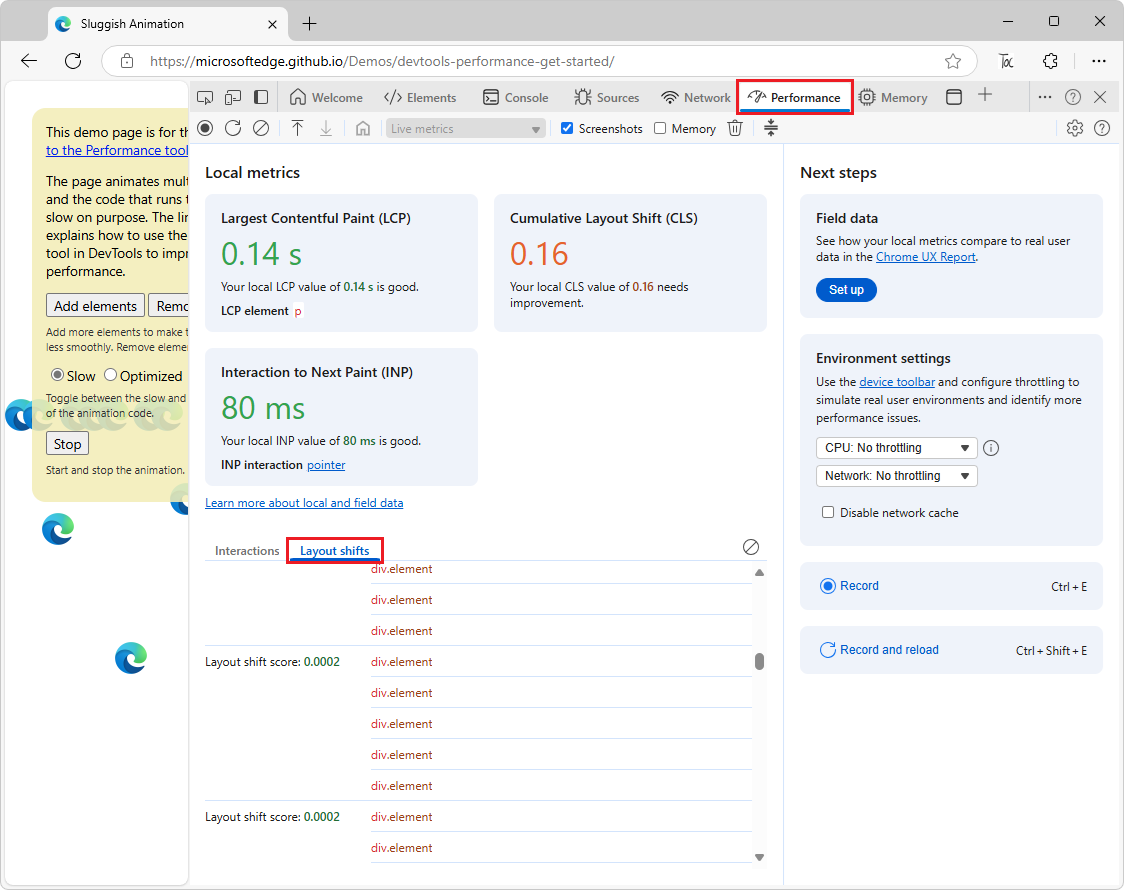 Sluggish Animation
https://microsoftedge.github.io/Demos/devtools-performance-get-started/
This demo page is for th
to the Performance tool
The page animates mult
and the code that runs t
slow on purpose. The lin
explains how to use the
tool in DevTools to impr
performance.
Add elements
Remo
Add more elements to make t
less smoothly. Remove eleme
Slow
Optimized
Toggle between the slow and
of the animation code.
Stop
Start and stop the animation.
Welcome
Elements
Console
Sources
Network
Performance
Memory
Live metrics
Screenshots
Memory
Local metrics
Largest Contentful Paint (LCP)
0.14 s
Your local LCP value of 0.14 s is good.
LCP element p
Cumulative Layout Shift (CLS)
0.16
Your local CLS value of 0.16 needs
improvement.
Interaction to Next Paint (INP)
80 ms
Your local INP value of 80 ms is good.
INP interaction pointer
Learn more about local and field data
Interactions
Layout shifts
div.element
div.element
div.element
Layout shift score: 0.0002 div.element
div.element
div.element
div.element
div.element
Layout shift score: 0.0002 div.element
div.element
Next steps
Field data
See how your local metrics compare to real user
data in the Chrome UX Report.
Set up
Environment settings
Use the device toolbar and configure throttling to
simulate real user environments and identify more
performance issues.
CPU: No throttling
Network: No throttling
Disable network cache
Record Ctrl + E
Record and reload Ctrl + Shift + E